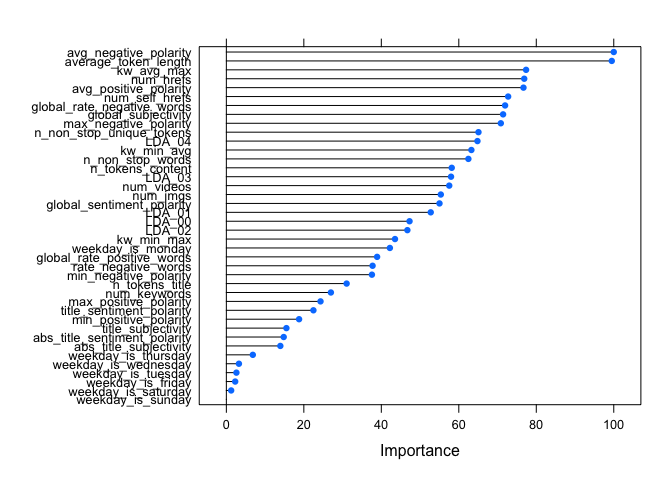 0 20 40 60 80 100
avg_negative_polarity
average_token_length
kw_avg_max
num_hrefs
avg_positive_polarity
num_self_hrefs
global_rate_negative_words
global_subjectivity
max_negative_polarity
n_non_stop_unique_tokens
LDA_04
kw_min_avg
n_non_stop_words
n_tokens_content
LDA_03
num_videos
num_imgs
global_sentiment_polarity
LDA_01
LDA_00
LDA_02
kw_min_max
weekday_is_monday
global_rate_positive_words
rate_negative_words
min_negative_polarity
n_tokens_title
num_keywords
max_positive_polarity
title_sentiment_polarity
min_positive_polarity
title_subjectivity
abs_title_sentiment_polarity
abs_title_subjectivity
weekday_is_thursday
weekday_is_wednesday
weekday_is_tuesday
weekday_is_friday
weekday_is_saturday
weekday_is_sunday
Importance